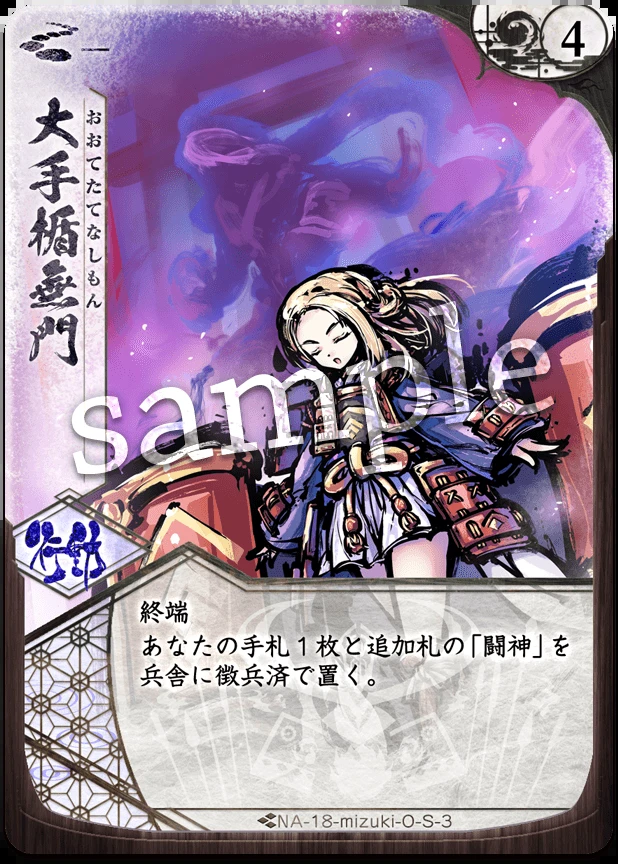 4
大手楯無門
おおてたてなしもん
sample
行動
終端
あなたの手札1枚と追加札の「闘神」を
兵舎に徴兵済で置く。
NA-18-mizuki-O-S-3